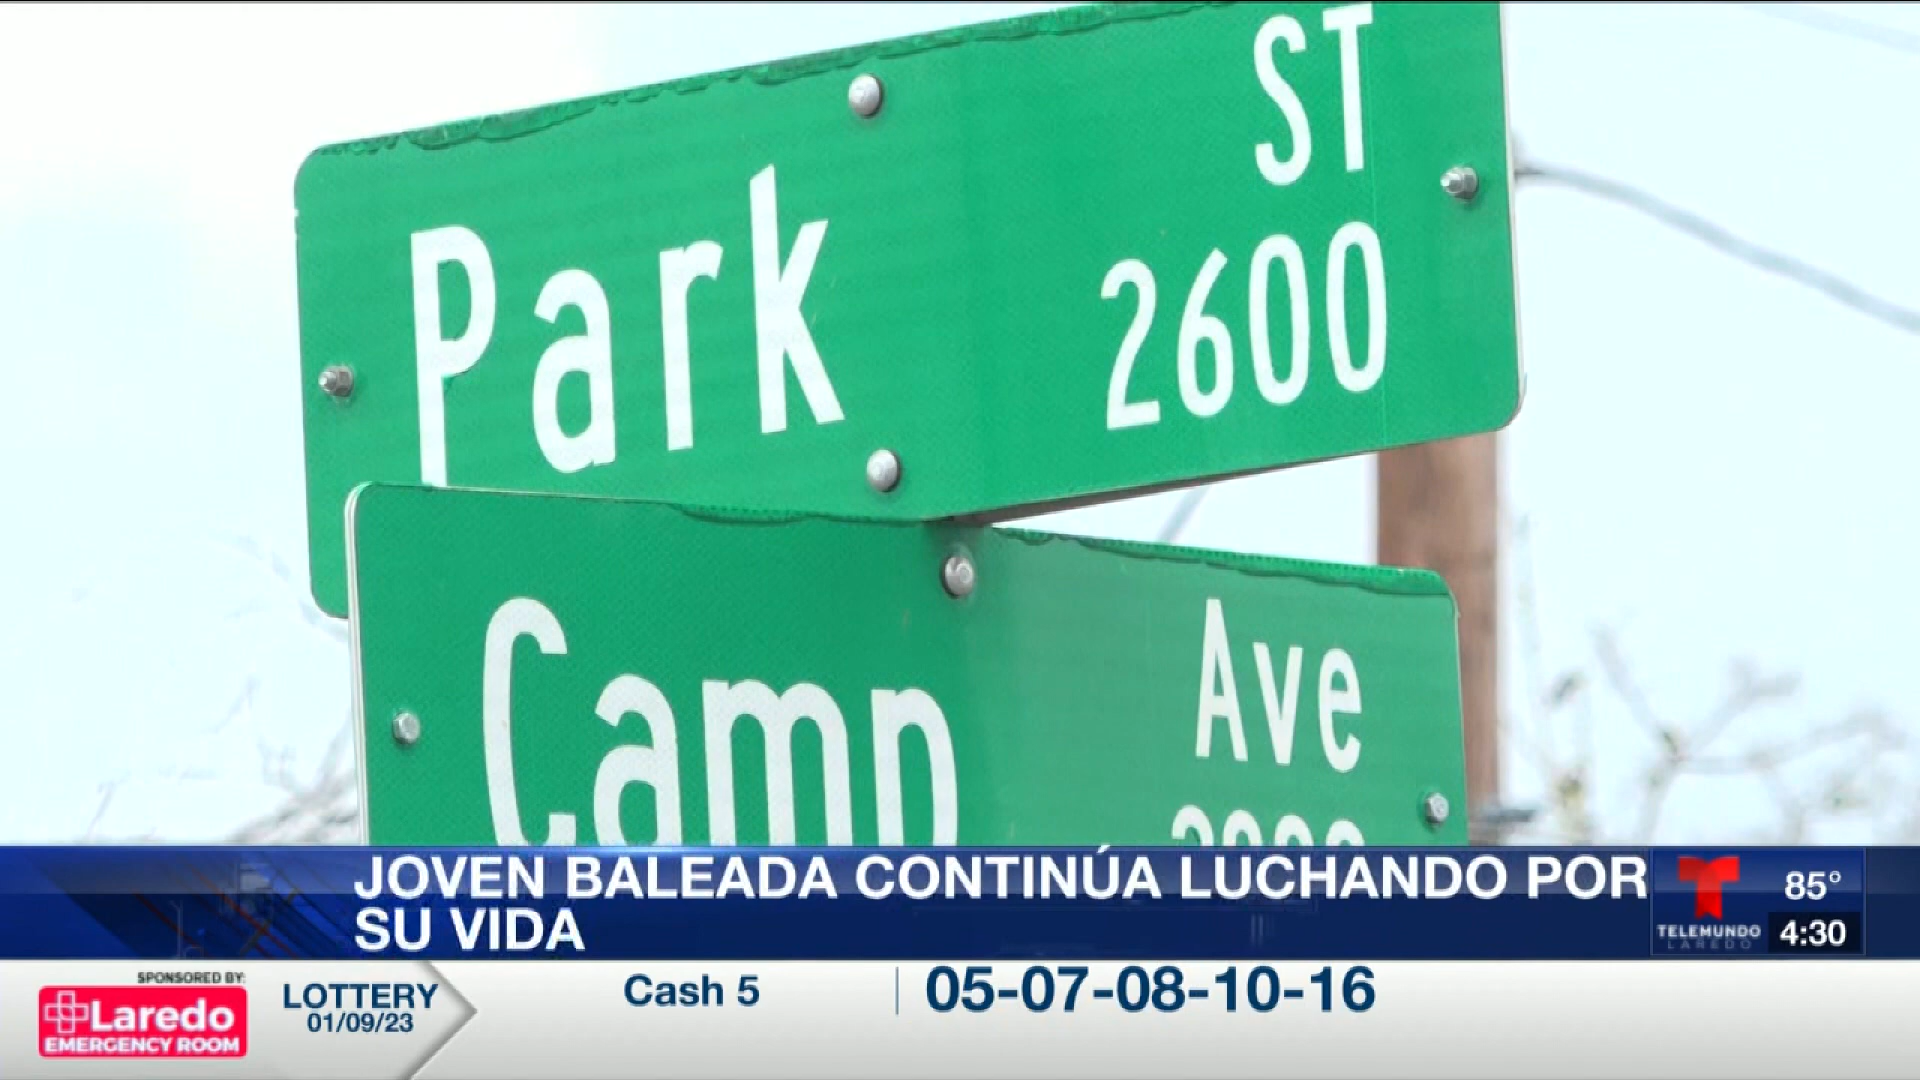 ST
Park
2600
Camp
Ave
JOVEN BALEADA CONTINÚA LUCHANDO POR
SU VIDA
TELEMUNDO
LAREDO
85°
4:30
SPONSORED BY:
Laredo
EMERGENCY ROOM
LOTTERY
01/09/23
Cash 5
05-07-08-10-16